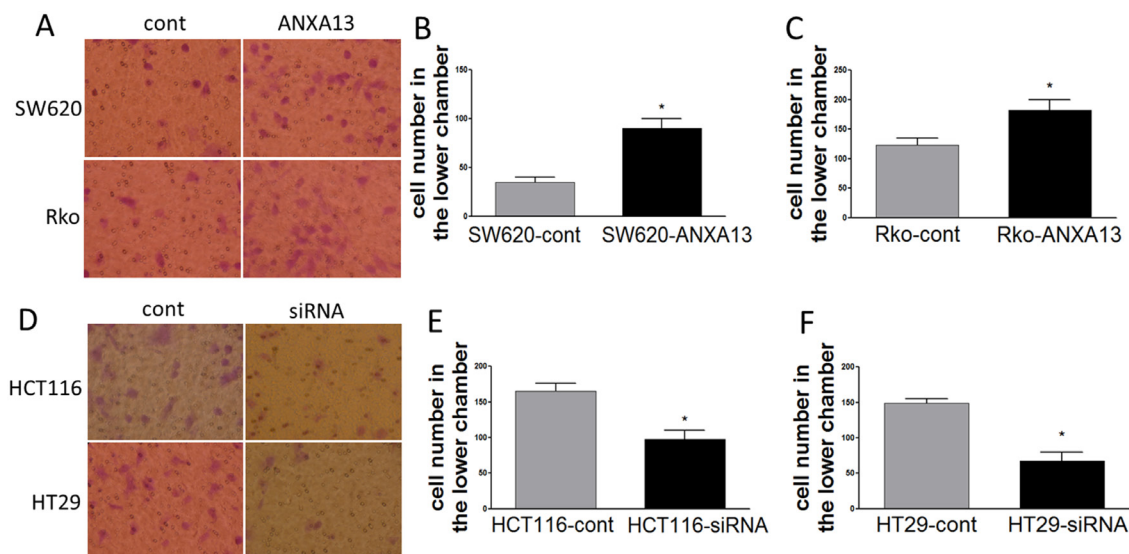 A
cont
ANXA13
SW620
Rko
B
cell number in
the lower chamber
150
100
50
0
*
SW620-cont
SW620-ANXA13
C
cell number in
the lower chamber
250
200
150
100
50
0
*
Rko-cont
Rko-ANXA13
D
cont
siRNA
HCT116
HT29
E
cell number in
the lower chamber
200
150
100
50
0
*
HCT116-cont
HCT116-siRNA
F
cell number in
the lower chamber
200
150
100
50
0
*
HT29-cont
HT29-siRNA